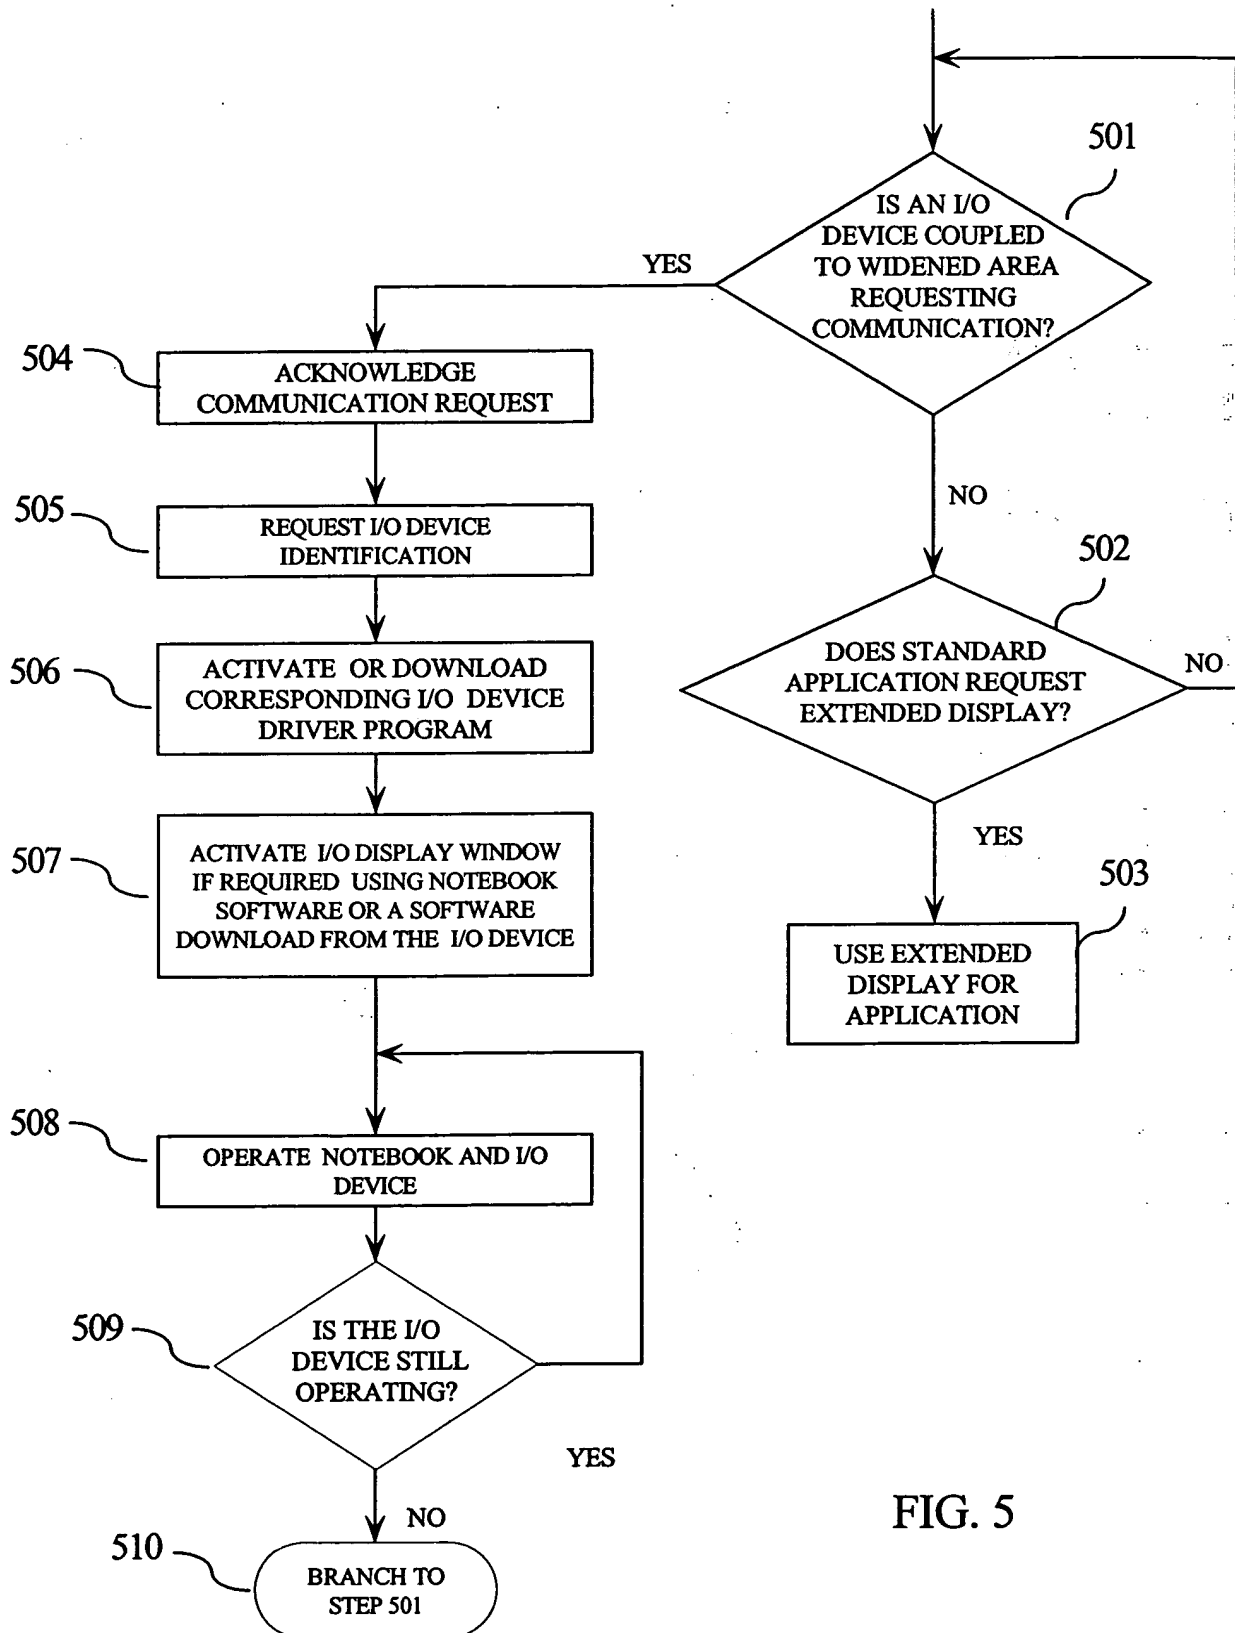 501
IS AN I/O
DEVICE COUPLED
TO WIDENED AREA
REQUESTING
COMMUNICATION?
YES
NO
504
ACKNOWLEDGE
COMMUNICATION REQUEST
505
REQUEST I/O DEVICE
IDENTIFICATION
502
DOES STANDARD
APPLICATION REQUEST
EXTENDED DISPLAY?
NO
YES
506
ACTIVATE OR DOWNLOAD
CORRESPONDING I/O DEVICE
DRIVER PROGRAM
507
ACTIVATE I/O DISPLAY WINDOW
IF REQUIRED USING NOTEBOOK
SOFTWARE OR A SOFTWARE
DOWNLOAD FROM THE I/O DEVICE
503
USE EXTENDED
DISPLAY FOR
APPLICATION
508
OPERATE NOTEBOOK AND I/O
DEVICE
509
IS THE I/O
DEVICE STILL
OPERATING?
YES
NO
510
BRANCH TO
STEP 501
FIG. 5